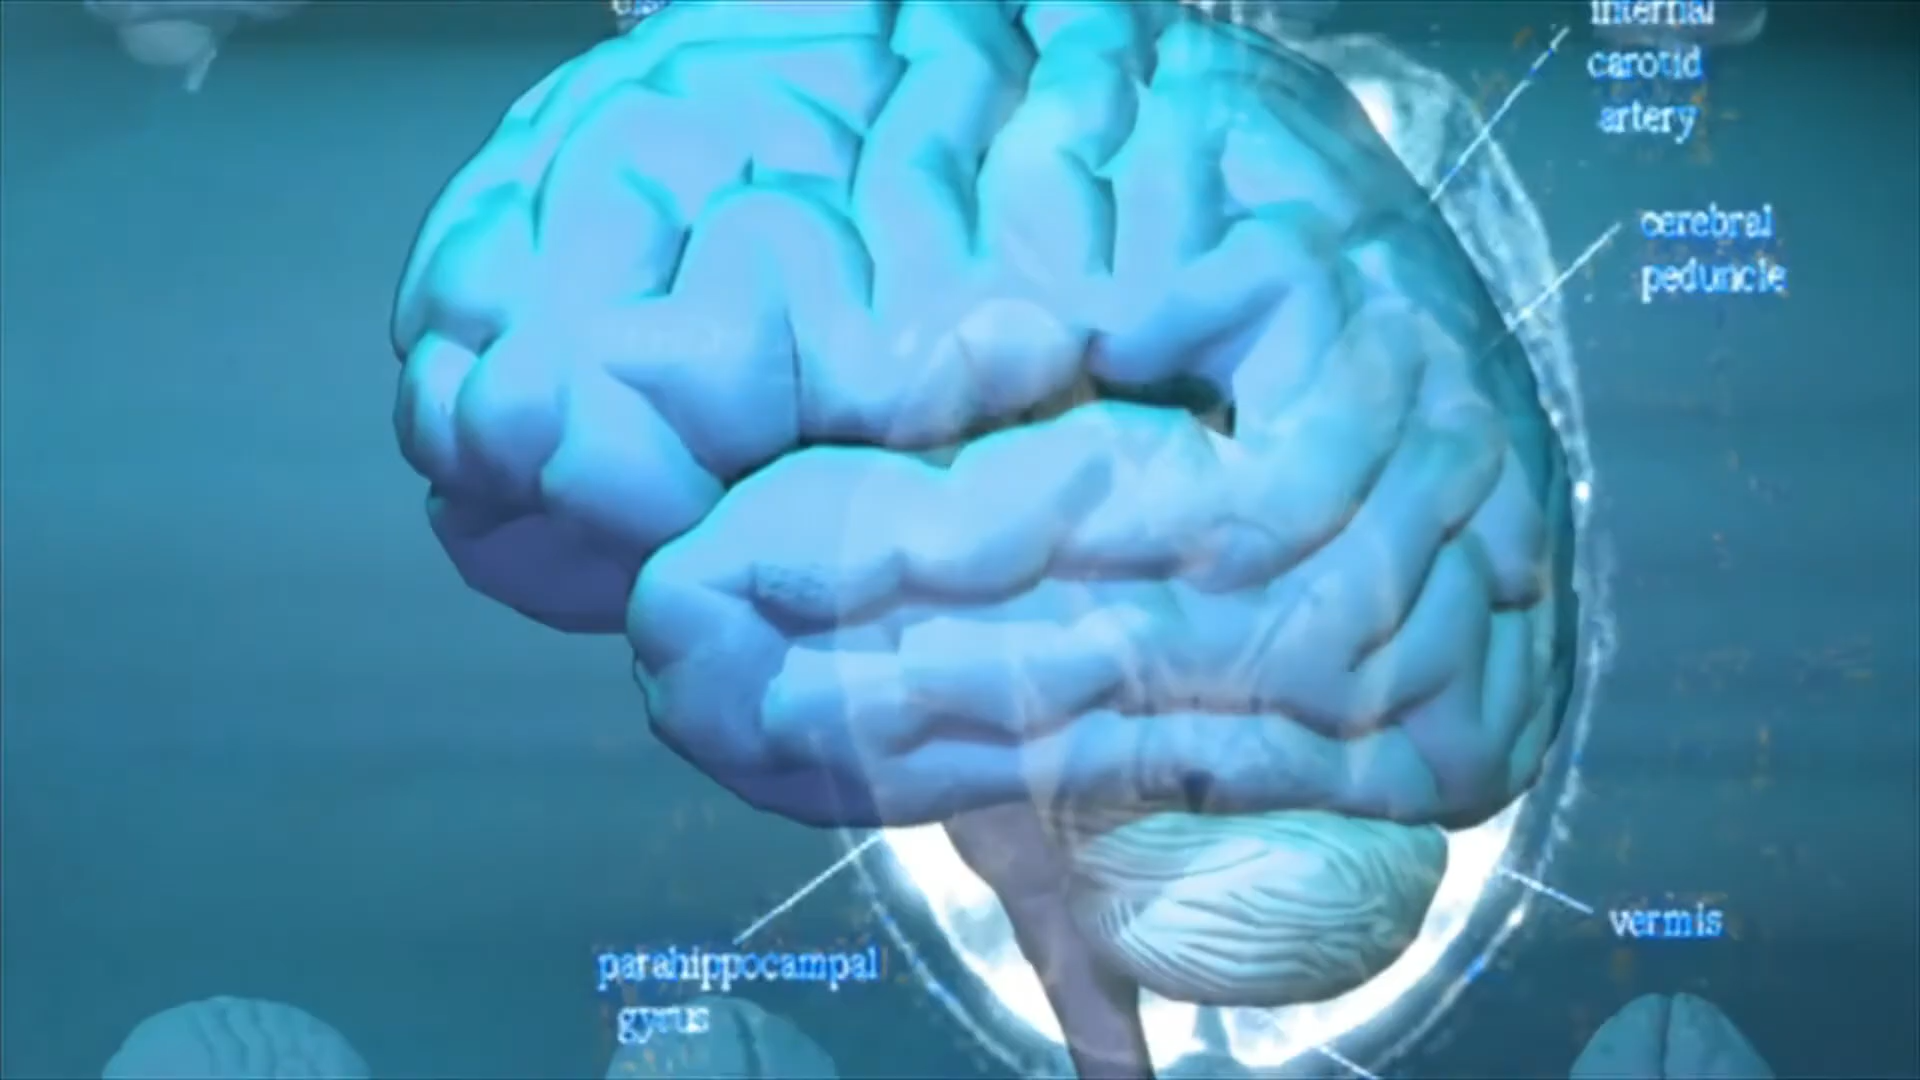 internal
carotid
artery
cerebral
peduncle
vermis
parahippocampal
gyrus